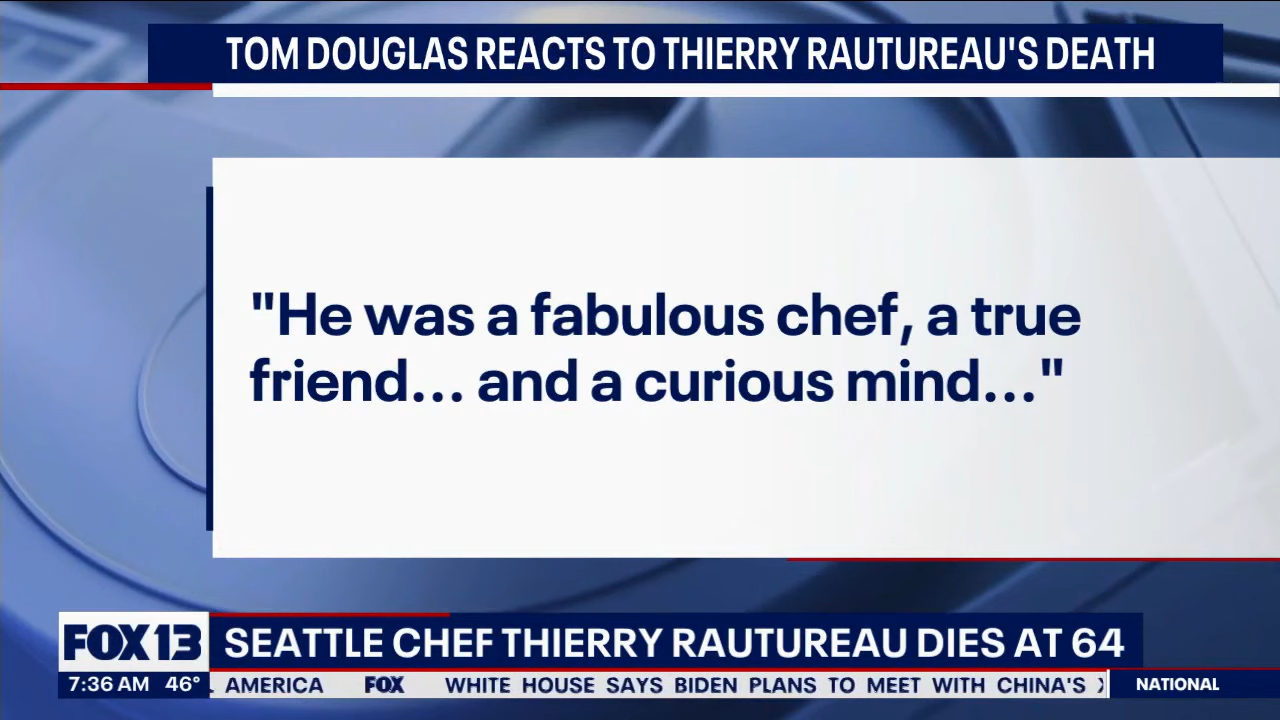 TOM DOUGLAS REACTS TO THIERRY RAUTUREAU'S DEATH
"He was a fabulous chef, a true
friend... and a curious mind..."
FOX 13
SEATTLE CHEF THIERRY RAUTUREAU DIES AT 64
7:36 AM 46° AMERICA FOX WHITE HOUSE SAYS BIDEN PLANS TO MEET WITH CHINA'S NATIONAL